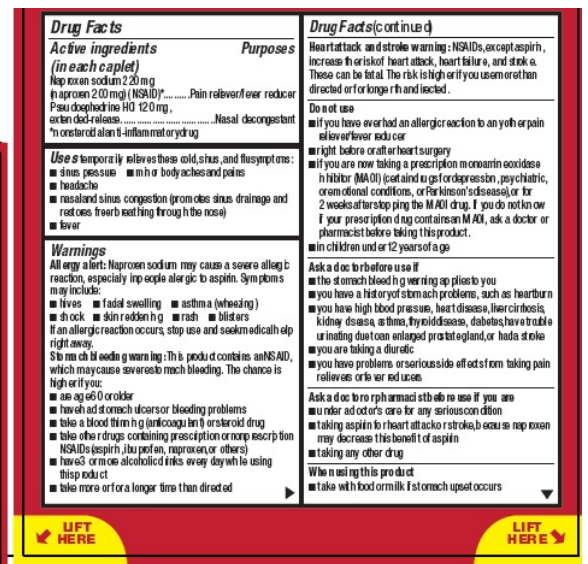 Drug Facts
Active ingredients Purposes
(in each caplet)
Naproxen sodium 220 mg
(naproxen 200 mg) (NSAID)*.........Pain reliever/fever reducer
Pseudoephedrine HCl 120 mg,
extended-release................................Nasal decongestant
*nonsteroidal anti-inflammatory drug
Uses temporarily relieves these cold, sinus, and flu symptoms:
■ sinus pressure ■ minor body aches and pains
■ headache
■ nasal and sinus congestion (promotes sinus drainage and
restores freer breathing through the nose)
■ fever
Warnings
Allergy alert: Naproxen sodium may cause a severe allergic
reaction, especially in people allergic to aspirin. Symptoms
may include:
■ hives ■ facial swelling ■ asthma (wheezing)
■ shock ■ skin reddening ■ rash ■ blisters
If an allergic reaction occurs, stop use and seek medical help
right away.
Stomach bleeding warning: This product contains an NSAID,
which may cause severe stomach bleeding. The chance is
higher if you:
■ are age 60 or older
■ have had stomach ulcers or bleeding problems
■ take a blood thinning (anticoagulant) or steroid drug
■ take other drugs containing prescription or nonprescription
NSAIDs (aspirin, ibuprofen, naproxen, or others)
■ have 3 or more alcoholic drinks every day while using
this product
■ take more or for a longer time than directed
Drug Facts (continued)
Heart attack and stroke warning: NSAIDs, except aspirin,
increase the risk of heart attack, heart failure, and stroke.
These can be fatal. The risk is higher if you use more than
directed or for longer than directed.
Do not use
■ if you have ever had an allergic reaction to any other pain
reliever/fever reducer
■ right before or after heart surgery
■ if you are now taking a prescription monoamine oxidase
inhibitor (MAOI) (certain drugs for depression, psychiatric,
or emotional conditions, or Parkinson's disease), or for
2 weeks after stopping the MAOI drug. If you do not know
if your prescription drug contains an MAOI, ask a doctor or
pharmacist before taking this product.
■ in children under 12 years of age
Ask a doctor before use if
■ the stomach bleeding warning applies to you
■ you have a history of stomach problems, such as heartburn
■ you have high blood pressure, heart disease, liver cirrhosis,
kidney disease, asthma, thyroid disease, diabetes, have trouble
urinating due to an enlarged prostate gland, or had a stroke
■ you are taking a diuretic
■ you have problems or serious side effects from taking pain
relievers or fever reducers
Ask a doctor or pharmacist before use if you are
■ under a doctor's care for any serious condition
■ taking aspirin for heart attack or stroke, because naproxen
may decrease this benefit of aspirin
■ taking any other drug
When using this product
■ take with food or milk if stomach upset occurs
LIFT
HERE
LIFT
HERE